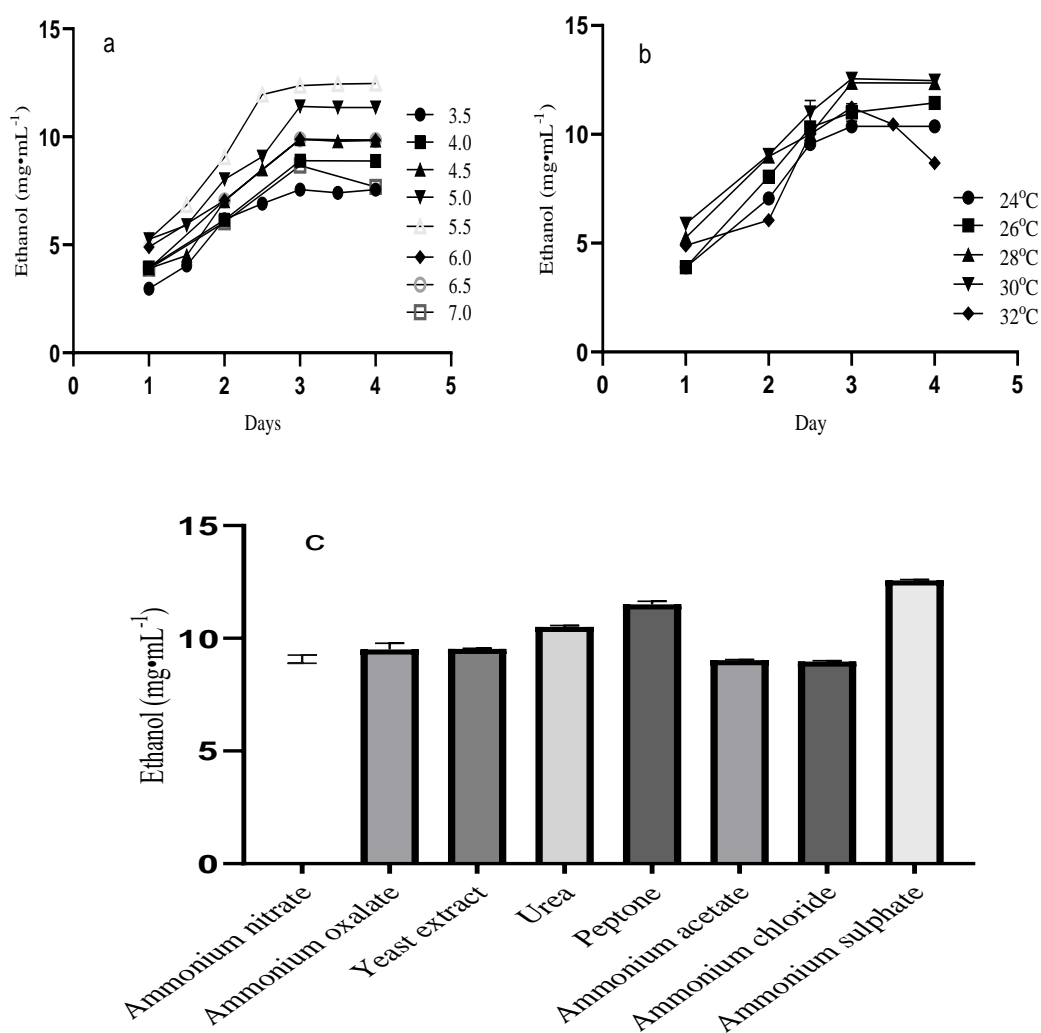 a
Ethanol (mg•mL⁻¹)
15
10
5
0
0 1 2 3 4 5
Days
3.5
4.0
4.5
5.0
5.5
6.0
6.5
7.0
b
Ethanol (mg•mL⁻¹)
15
10
5
0
0 1 2 3 4 5
Day
24°C
26°C
28°C
30°C
32°C
c
Ethanol (mg•mL⁻¹)
15
10
5
0
Ammonium nitrate
Ammonium oxalate
Yeast extract
Urea
Peptone
Ammonium acetate
Ammonium chloride
Ammonium sulphate